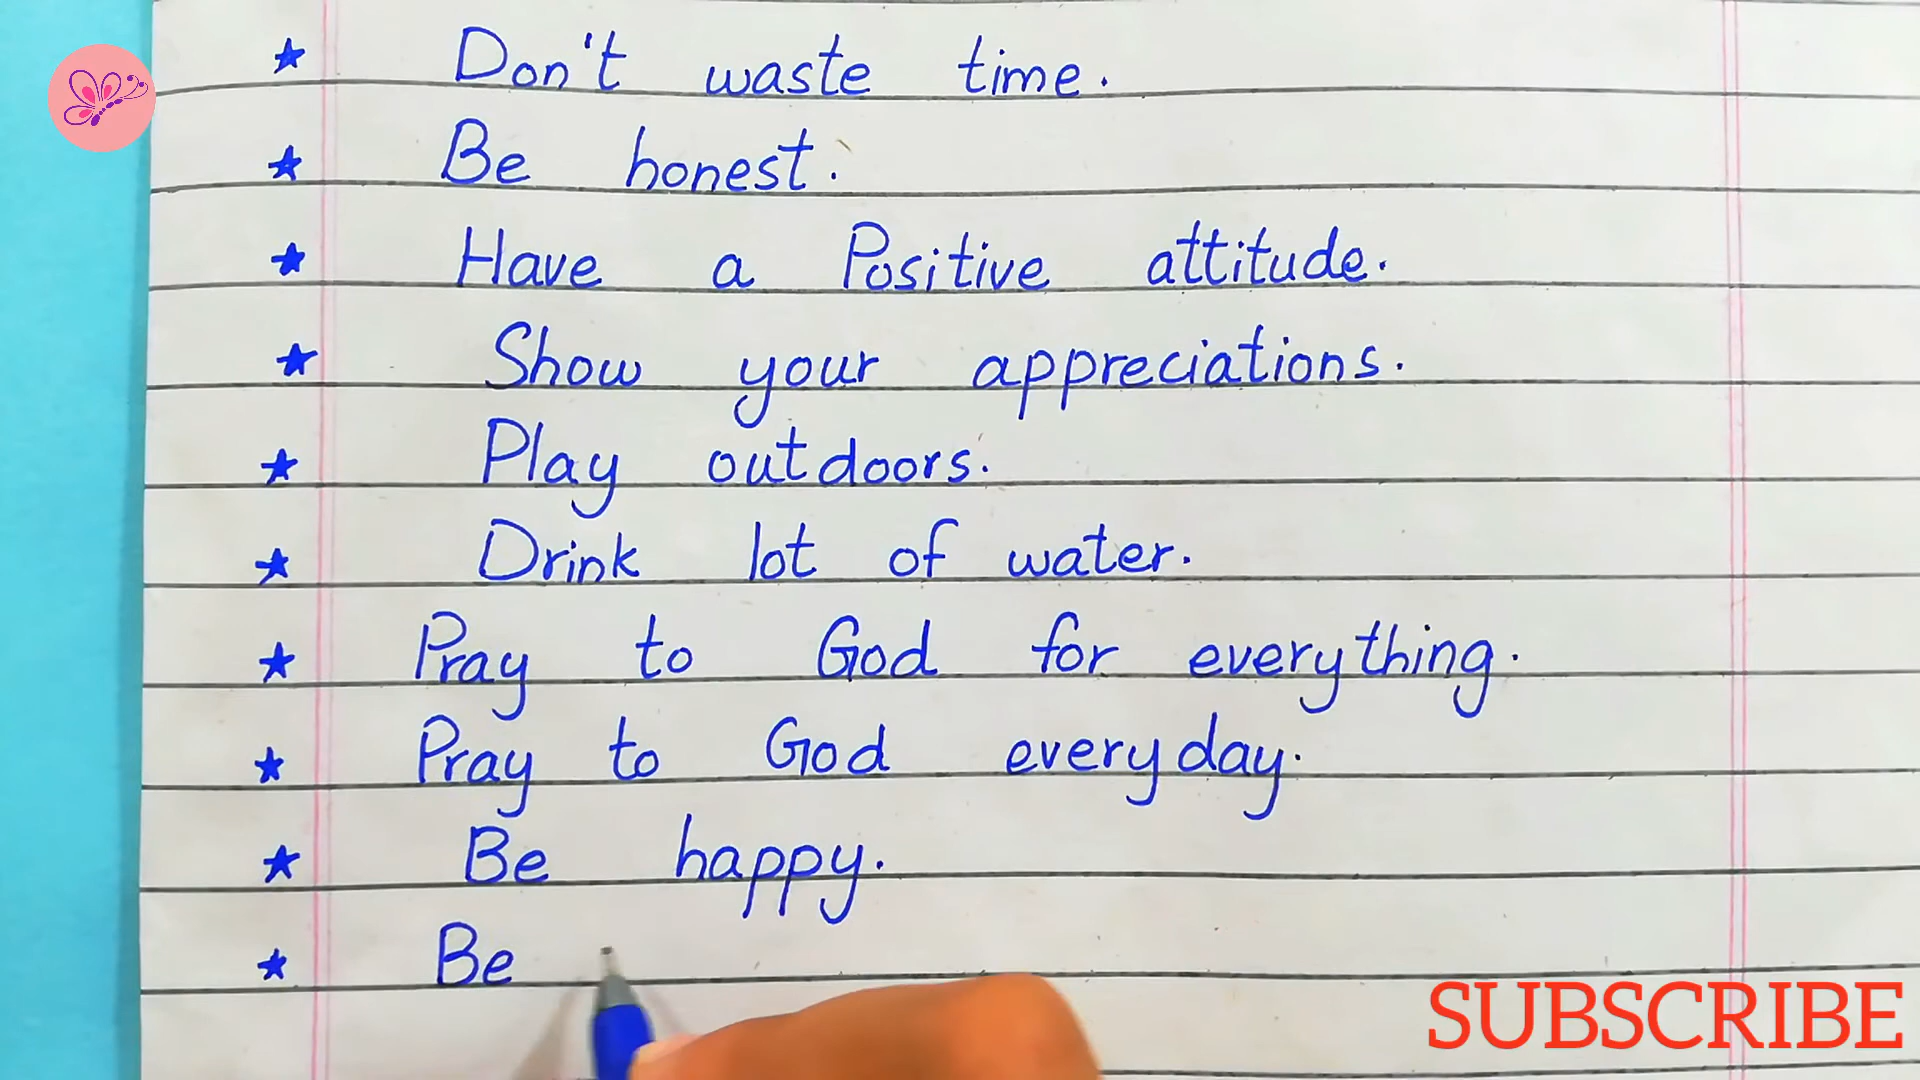 ★ Don't waste time.
★ Be honest.
★ Have a Positive attitude.
★ Show your appreciations.
★ Play outdoors.
★ Drink lot of water.
★ Pray to God for everything.
★ Pray to God everyday.
★ Be happy.
★ Be
SUBSCRIBE